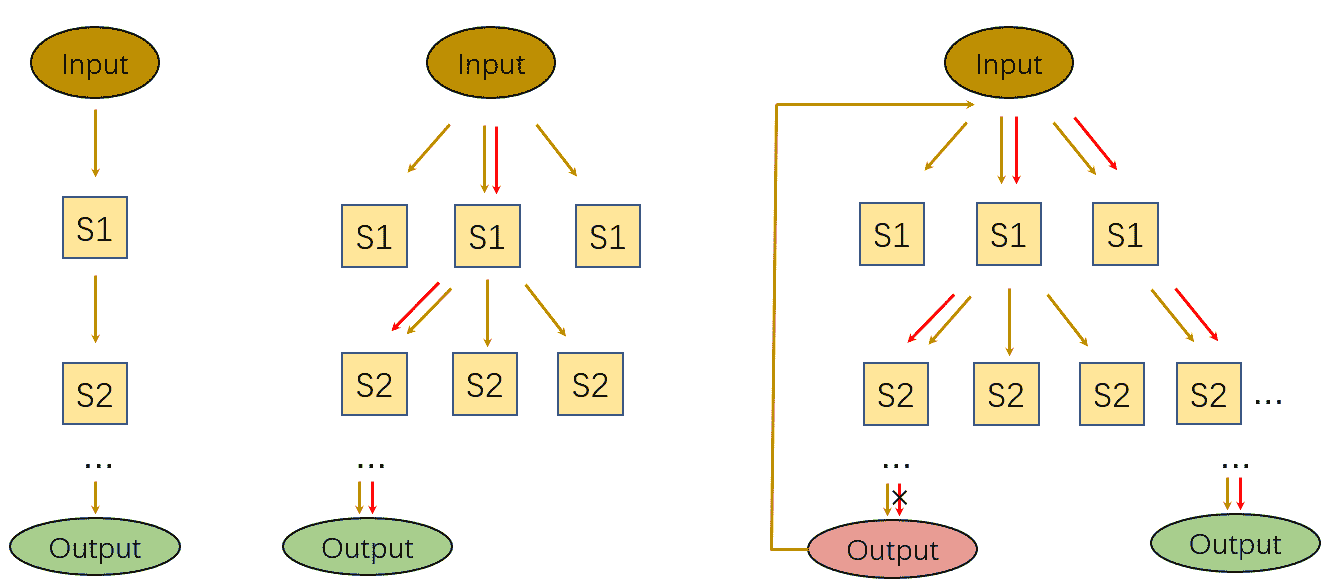 Input
S1
S2
...
Output
Input
S1 S1 S1
S2 S2 S2
...
Output
Input
S1 S1 S1
S2 S2 S2 S2 ...
... ...
Output Output